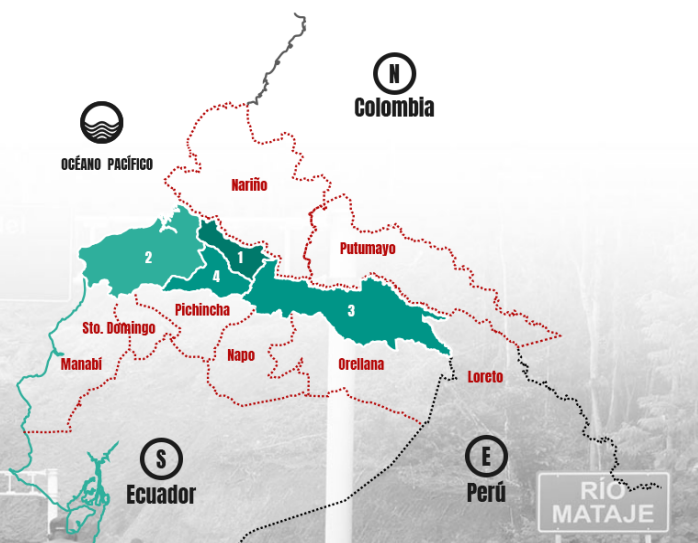 N
Colombia
OCÉANO PACÍFICO
Nariño
Putumayo
1
2
4
3
Pichincha
Sto. Domingo
Manabí
Napo
Orellana
Loreto
S
Ecuador
E
Perú
RÍO
MATAJE